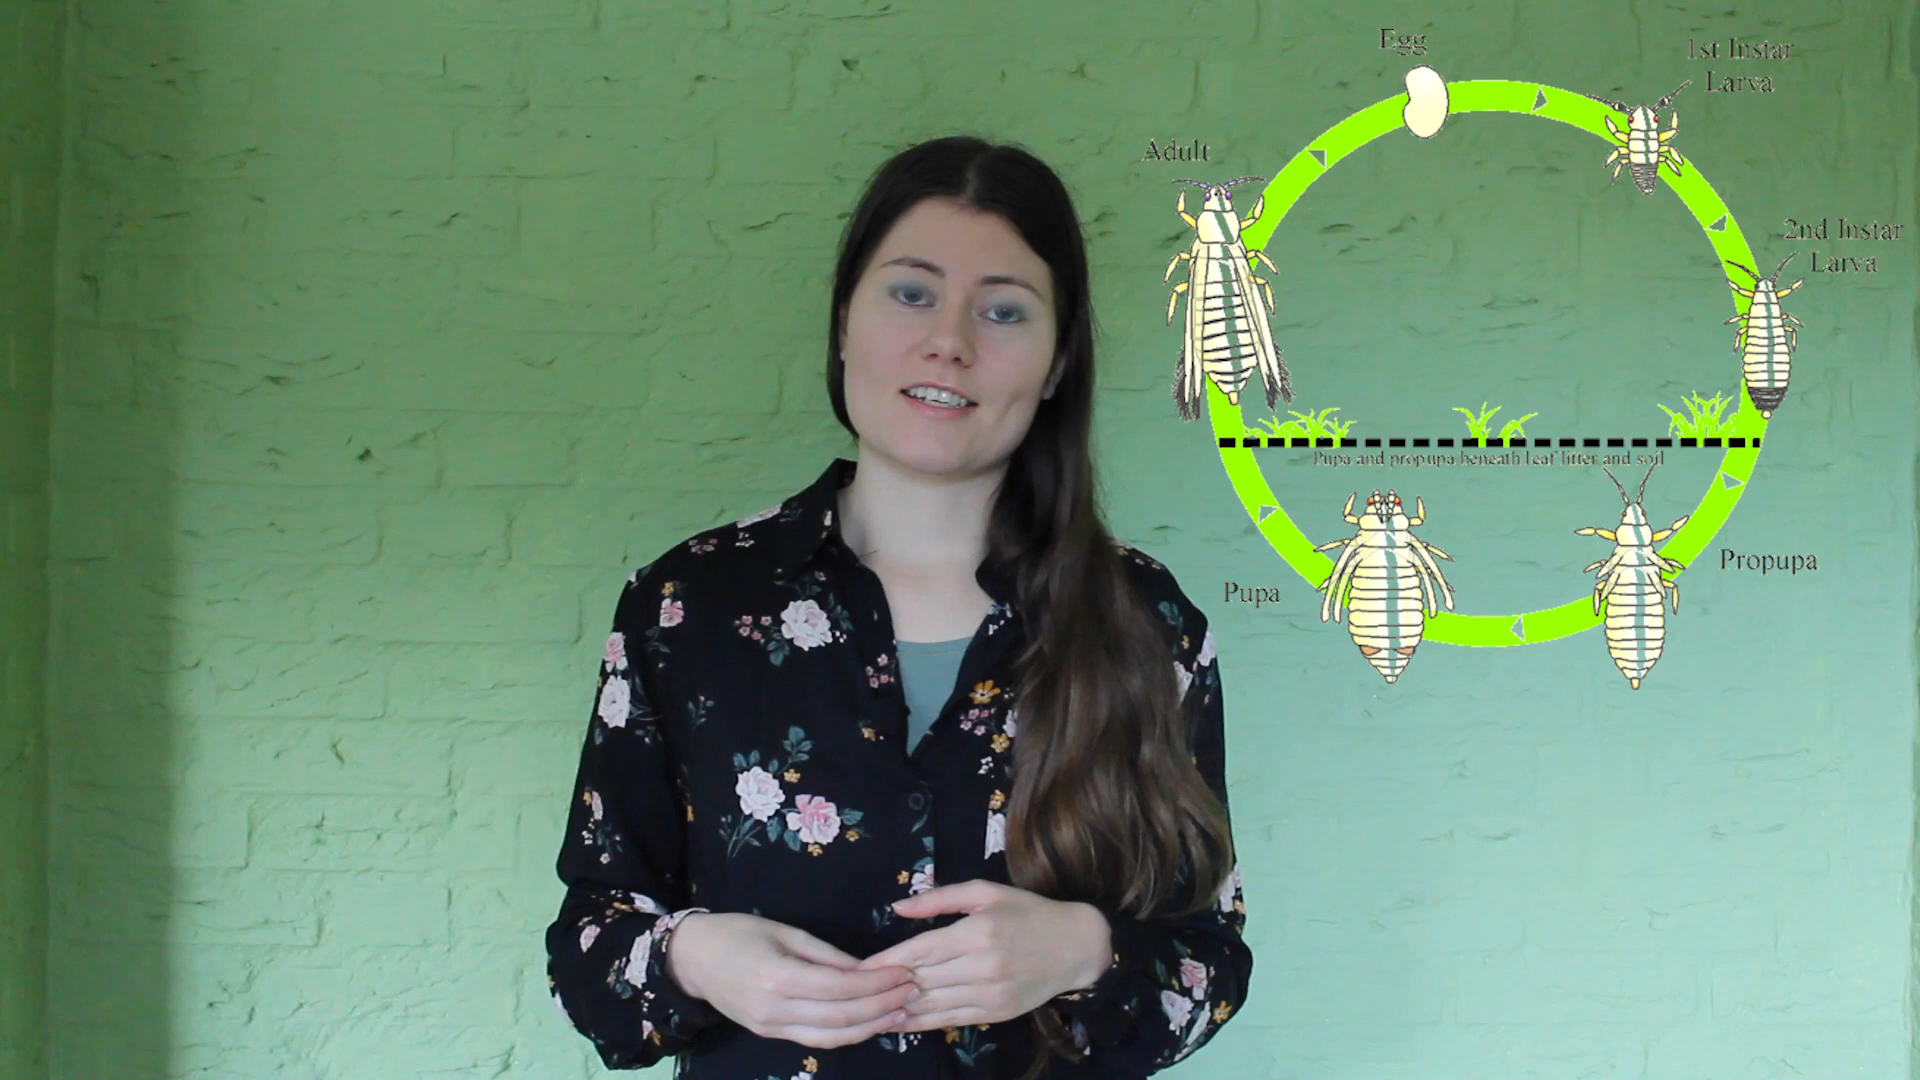 Egg
1st Instar
Larva
Adult
2nd Instar
Larva
Pupa and propupa beneath leaf litter and soil
Propupa
Pupa